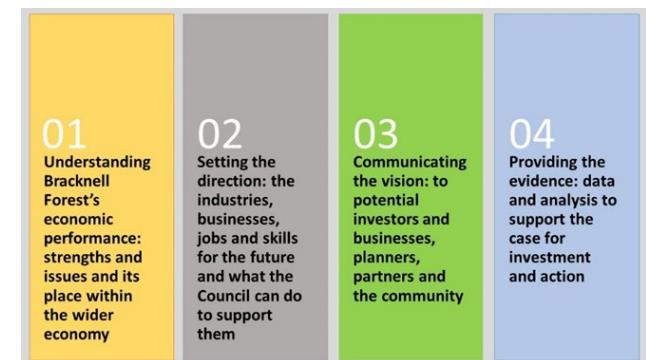 01
Understanding
Bracknell
Forest's
economic
performance:
strengths and
issues and its
place within
the wider
economy
02
Setting the
direction: the
industries,
businesses,
jobs and skills
for the future
and what the
Council can do
to support
them
03
Communicating
the vision: to
potential
investors and
businesses,
planners,
partners and
the community
04
Providing the
evidence: data
and analysis to
support the
case for
investment
and action